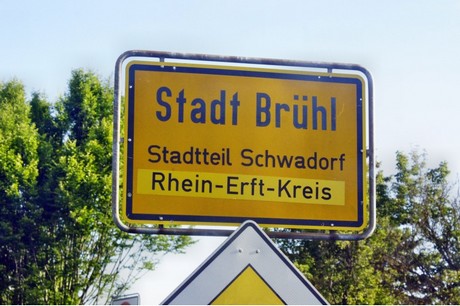 Stadt Brühl
Stadtteil Schwadorf
Rhein-Erft-Kreis